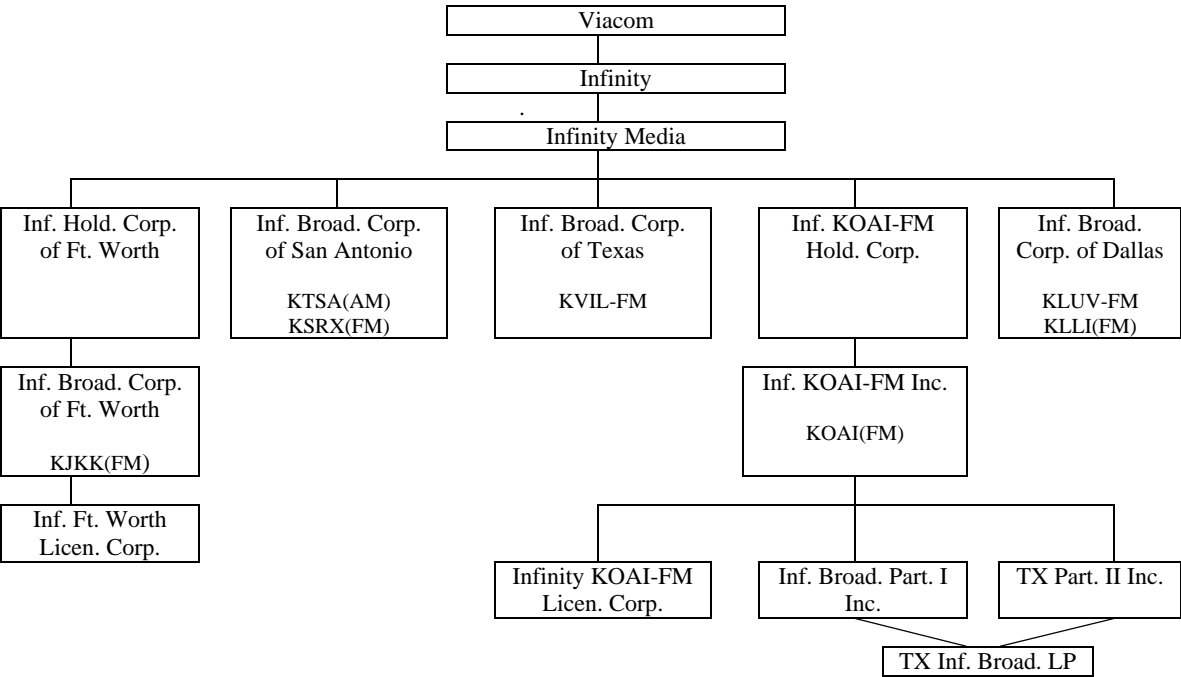 Viacom
Infinity
.
Infinity Media
Inf. Hold. Corp.
of Ft. Worth
Inf. Broad. Corp.
of San Antonio
KTSA(AM)
KSRX(FM)
Inf. Broad. Corp.
of Texas
KVIL-FM
Inf. KOAI-FM
Hold. Corp.
Inf. Broad.
Corp. of Dallas
KLUV-FM
KLLI(FM)
Inf. Broad. Corp.
of Ft. Worth
KJKK(FM)
Inf. KOAI-FM Inc.
KOAI(FM)
Inf. Ft. Worth
Licen. Corp.
Infinity KOAI-FM
Licen. Corp.
Inf. Broad. Part. I
Inc.
TX Part. II Inc.
TX Inf. Broad. LP